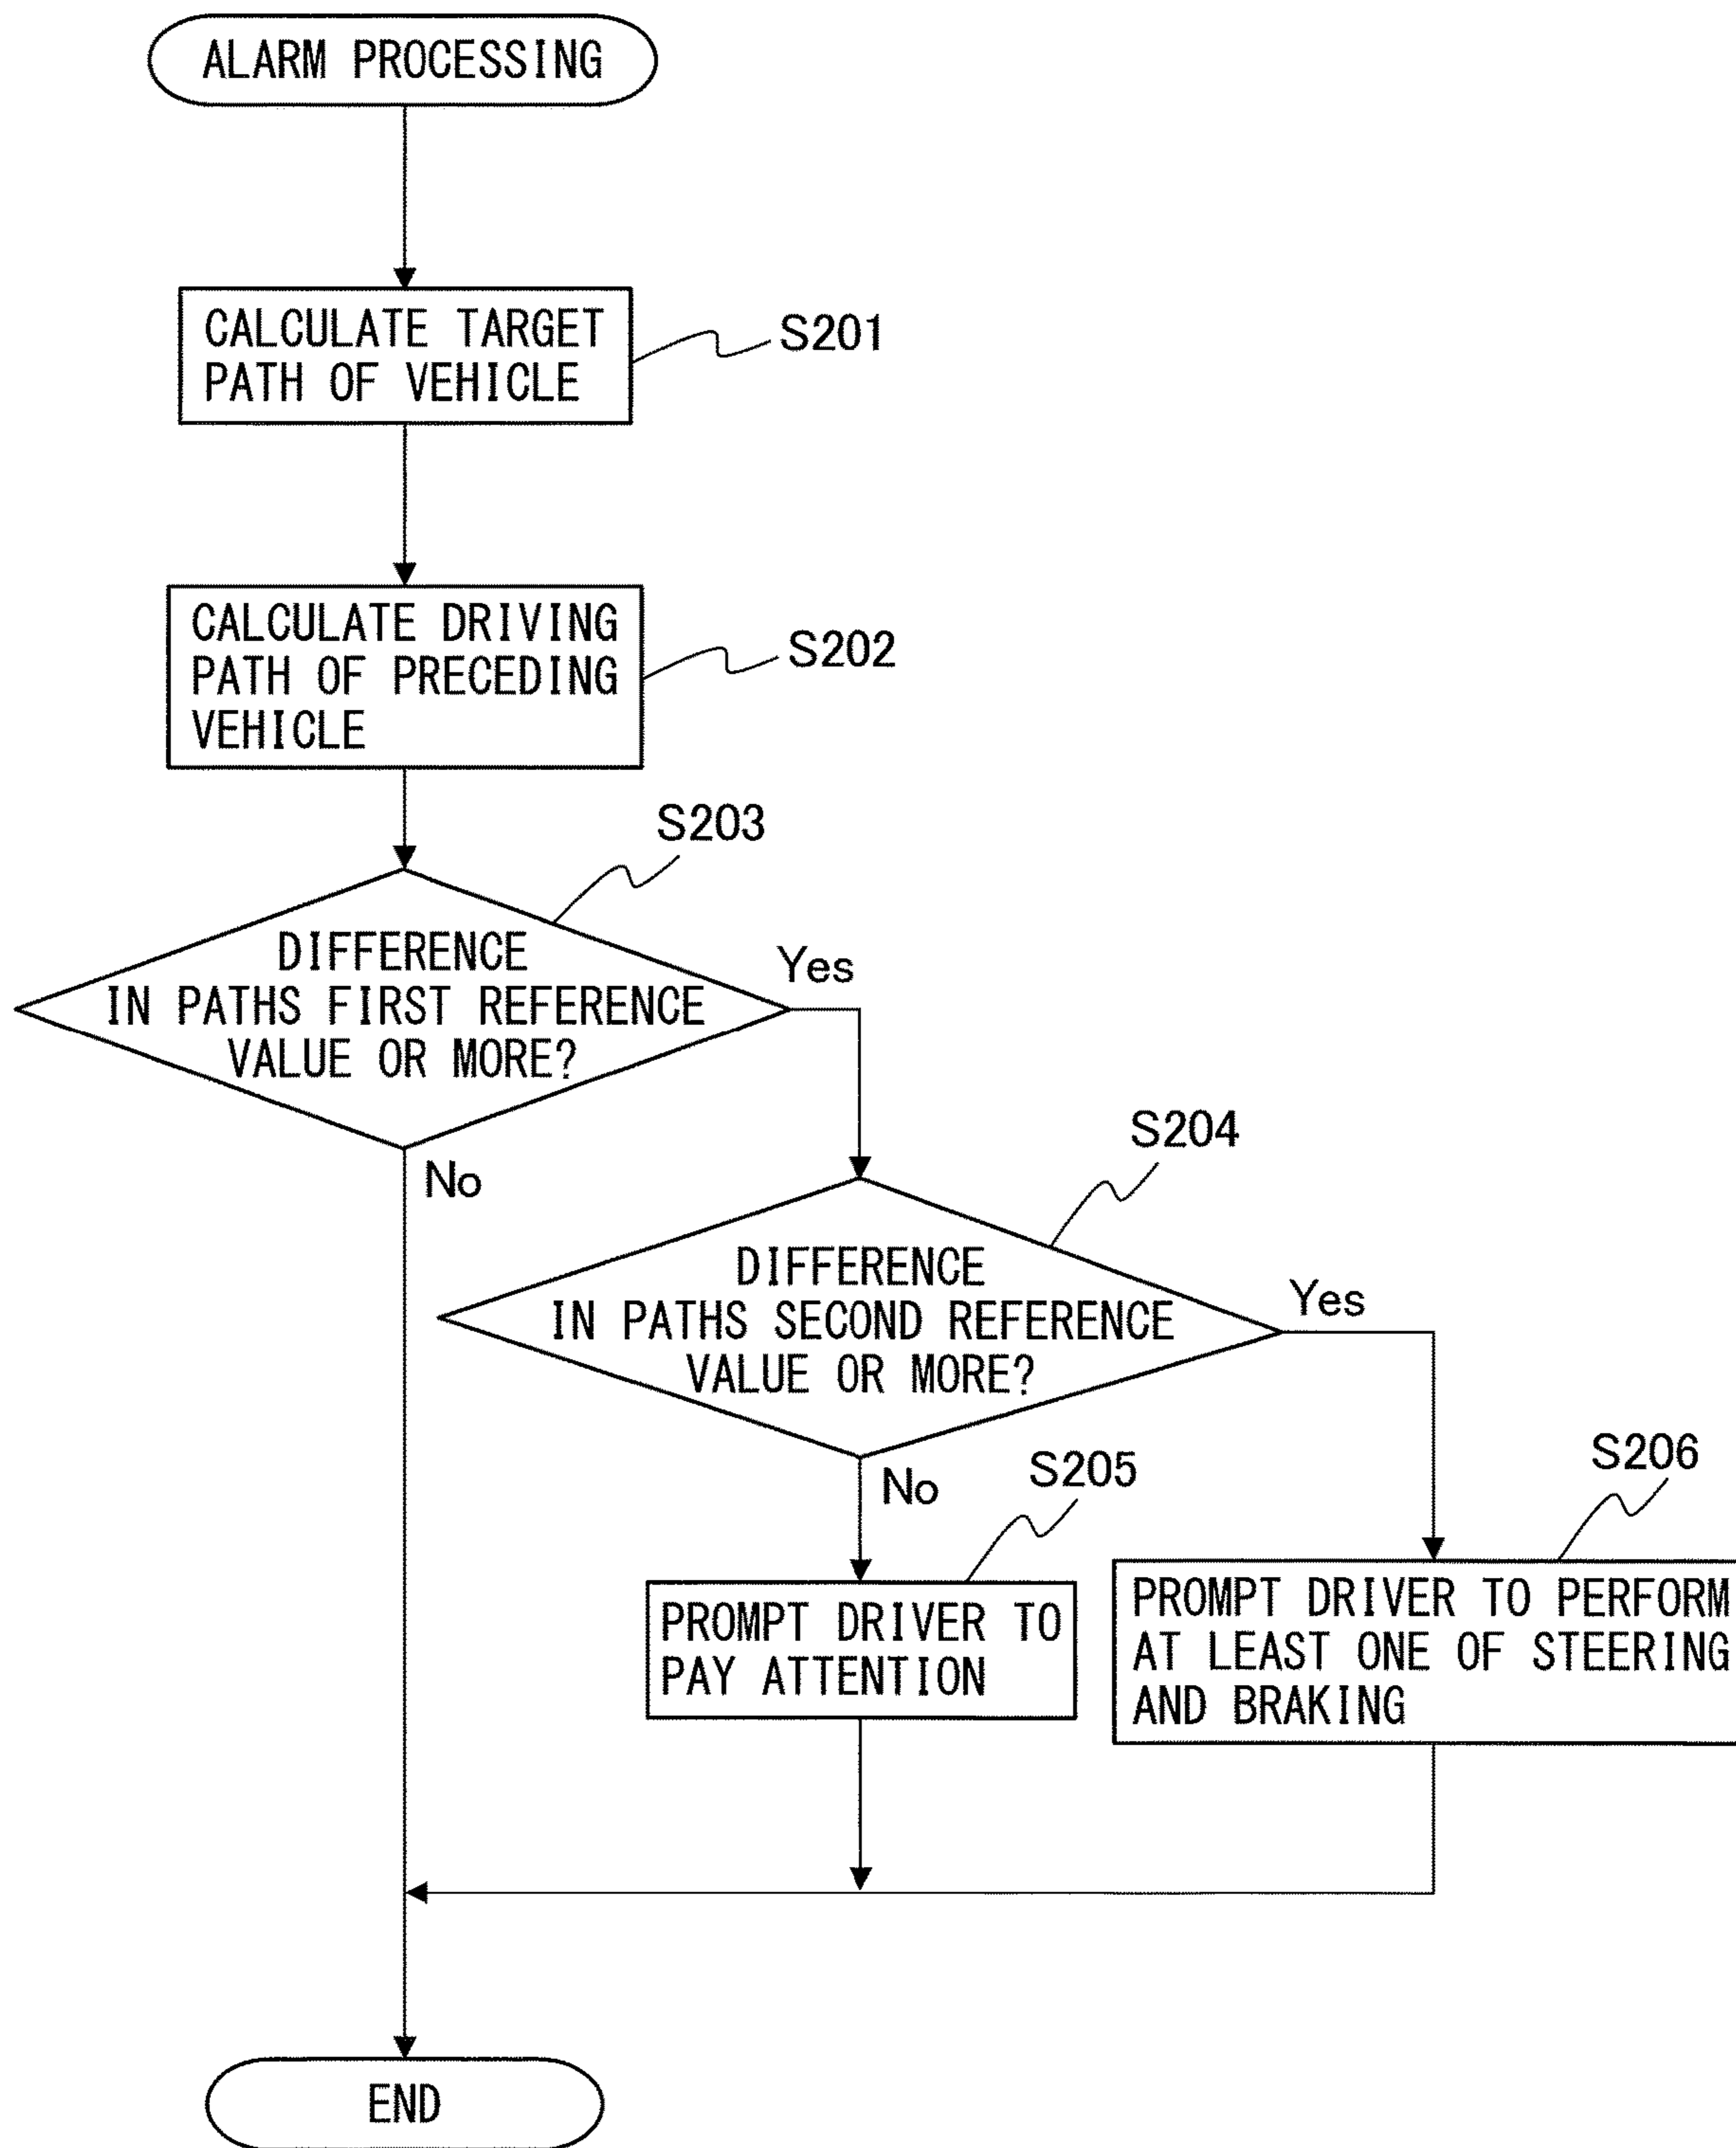 ALARM PROCESSING
CALCULATE TARGET
PATH OF VEHICLE
S201
CALCULATE DRIVING
PATH OF PRECEDING
VEHICLE
S202
S203
DIFFERENCE
IN PATHS FIRST REFERENCE
VALUE OR MORE?
Yes
No
S204
DIFFERENCE
IN PATHS SECOND REFERENCE
VALUE OR MORE?
Yes
No
S205
PROMPT DRIVER TO
PAY ATTENTION
S206
PROMPT DRIVER TO PERFORM
AT LEAST ONE OF STEERING
AND BRAKING
END